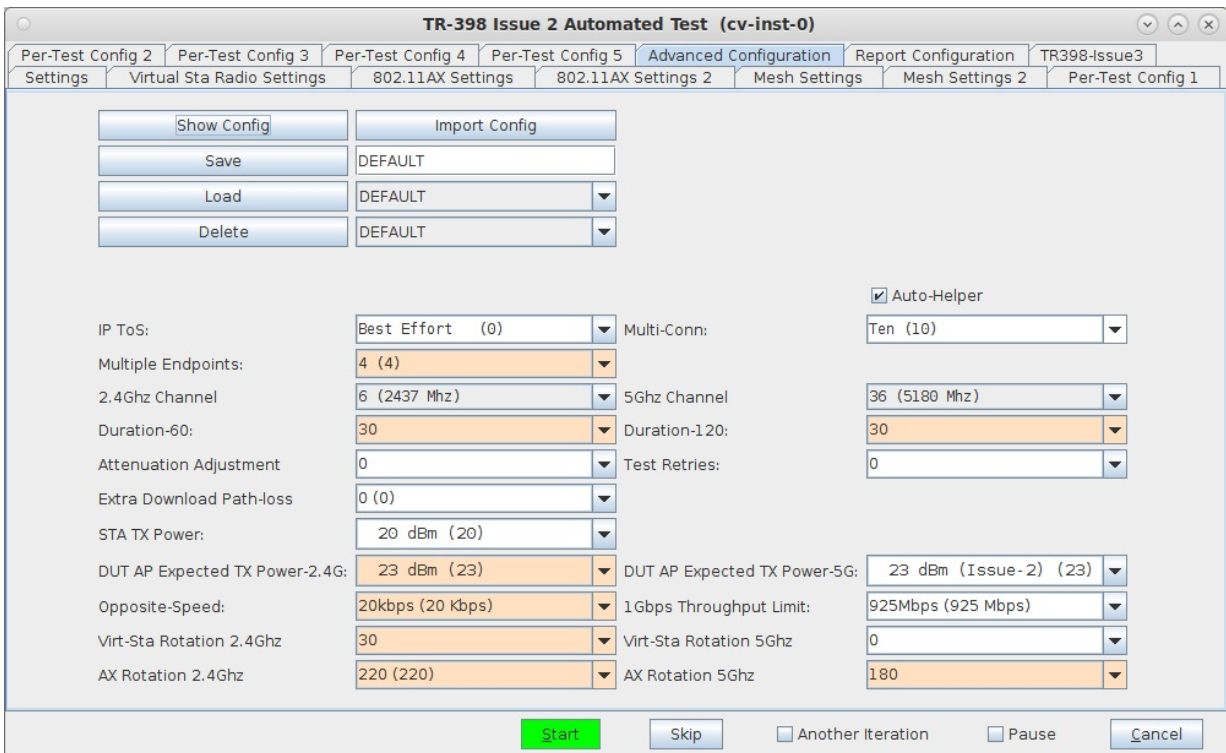 TR-398 Issue 2 Automated Test (cv-inst-0)
Per-Test Config 2 Per-Test Config 3 Per-Test Config 4 Per-Test Config 5 Advanced Configuration Report Configuration TR398-Issue3
Settings Virtual Sta Radio Settings 802.11AX Settings 802.11AX Settings 2 Mesh Settings Mesh Settings 2 Per-Test Config 1
Show Config Import Config
Save DEFAULT
Load DEFAULT
Delete DEFAULT
Auto-Helper
IP ToS: Best Effort (0) Multi-Conn: Ten (10)
Multiple Endpoints: 4 (4)
2.4Ghz Channel 6 (2437 Mhz) 5Ghz Channel 36 (5180 Mhz)
Duration-60: 30 Duration-120: 30
Attenuation Adjustment 0 Test Retries: 0
Extra Download Path-loss 0 (0)
STA TX Power: 20 dBm (20)
DUT AP Expected TX Power-2.4G: 23 dBm (23) DUT AP Expected TX Power-5G: 23 dBm (Issue-2) (23)
Opposite-Speed: 20kbps (20 Kbps) 1Gbps Throughput Limit: 925Mbps (925 Mbps)
Virt-Sta Rotation 2.4Ghz 30 Virt-Sta Rotation 5Ghz 0
AX Rotation 2.4Ghz 220 (220) AX Rotation 5Ghz 180
Start Skip Another Iteration Pause Cancel